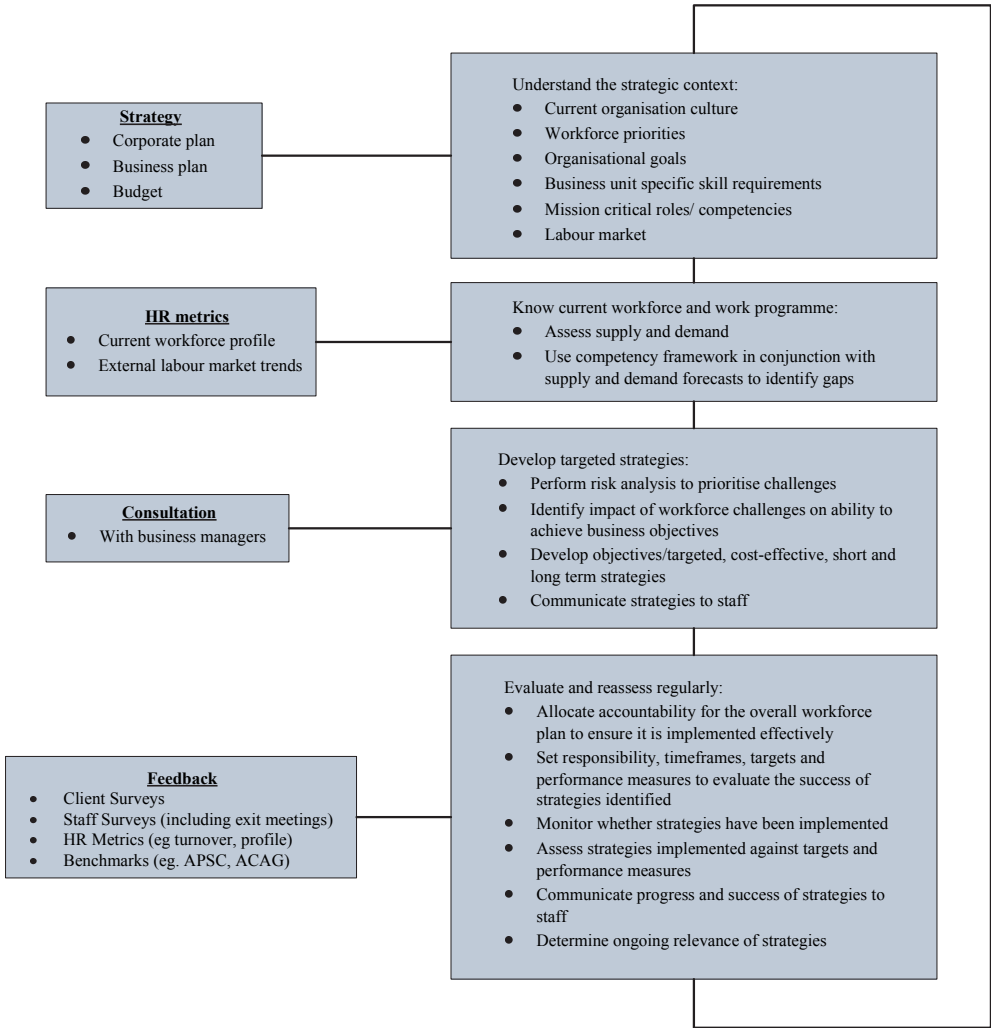 Strategy
• Corporate plan
• Business plan
• Budget
Understand the strategic context:
• Current organisation culture
• Workforce priorities
• Organisational goals
• Business unit specific skill requirements
• Mission critical roles/ competencies
• Labour market
HR metrics
• Current workforce profile
• External labour market trends
Know current workforce and work programme:
• Assess supply and demand
• Use competency framework in conjunction with
supply and demand forecasts to identify gaps
Consultation
• With business managers
Develop targeted strategies:
• Perform risk analysis to prioritise challenges
• Identify impact of workforce challenges on ability to
achieve business objectives
• Develop objectives/targeted, cost-effective, short and
long term strategies
• Communicate strategies to staff
Feedback
• Client Surveys
• Staff Surveys (including exit meetings)
• HR Metrics (eg turnover, profile)
• Benchmarks (eg. APSC, ACAG)
Evaluate and reassess regularly:
• Allocate accountability for the overall workforce
plan to ensure it is implemented effectively
• Set responsibility, timeframes, targets and
performance measures to evaluate the success of
strategies identified
• Monitor whether strategies have been implemented
• Assess strategies implemented against targets and
performance measures
• Communicate progress and success of strategies to
staff
• Determine ongoing relevance of strategies